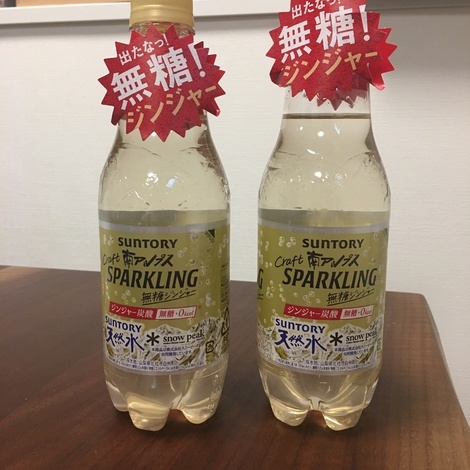 出たなっ!
無糖!
ジンジャー
出たなっ!
無糖!
ジンジャー
SUNTORY
Craft 南アルプス
SPARKLING
無糖ジンジャー
ジンジャー炭酸 無糖・0kcal
SUNTORY
天然水
snow peak
SUNTORY
Craft 南アルプス
SPARKLING
無糖ジンジャー
ジンジャー炭酸 無糖・0kcal
SUNTORY
天然水
snow peak